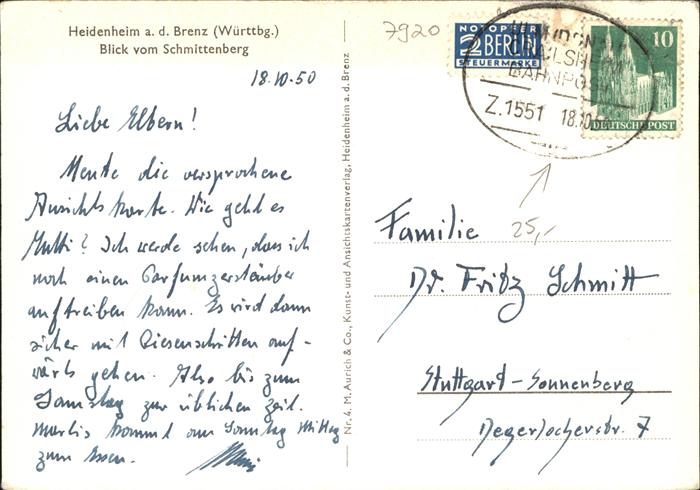 Heidenheim a. d. Brenz (Württbg.)
Blick vom Schmittenberg
18.10.50
Liebe Eltern!
Heute die versprochene
Ansichtskarte. Wie geht es
Mutti? Ich werde sehen, dass ich
noch einen Parfumzerstäuber
auftreiben kann. Es wird dann
sicher mit Riesenschritten auf-
wärts gehen. Also bis zum
Samstag zur üblichen Zeit.
Marlis kommt am Sonntag Mittag
zum Essen.
Nr. 4. M. Aurich & Co., Kunst- und Ansichtskartenverlag, Heidenheim a. d. Brenz
7920
NOTOPFER
2 BERLIN
STEUERMARKE
BAHNPOST
Z.1551 18.10
10
DEUTSCHE POST
25,-
Familie
Dr. Fritz Schmitt
Stuttgart-Sonnenberg
Degerlocherstr. 7